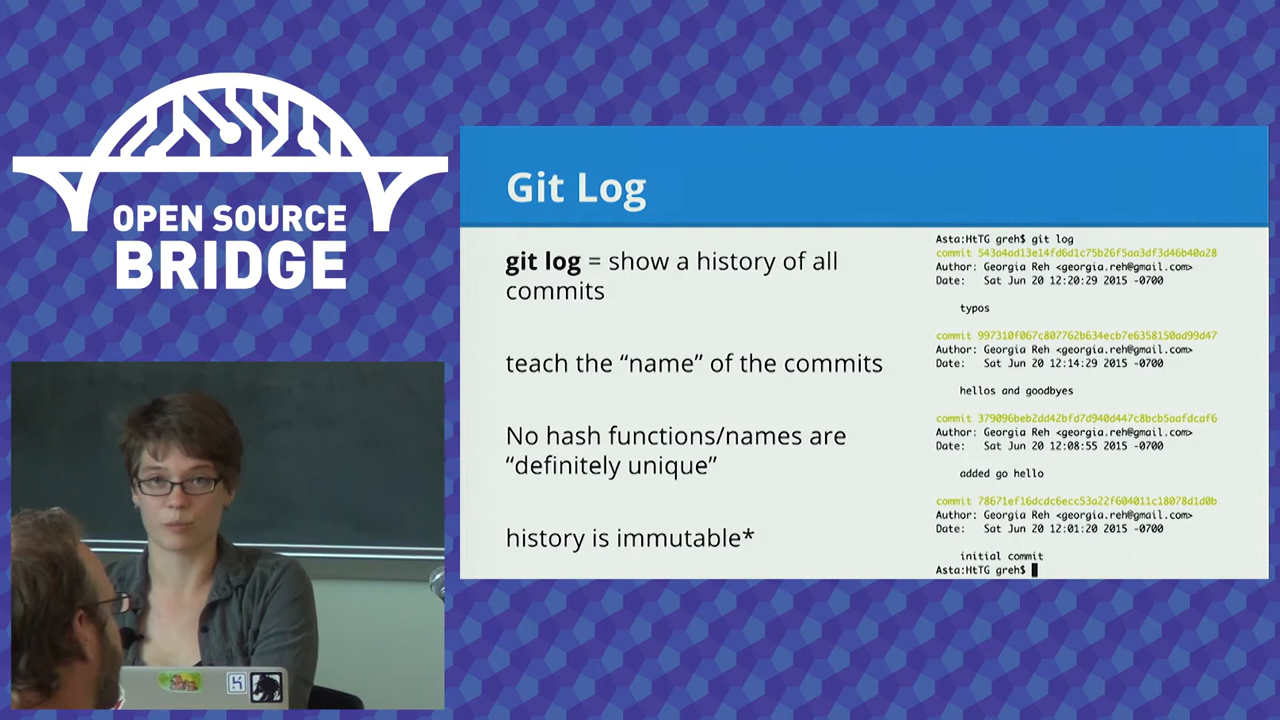 OPEN SOURCE
BRIDGE
Git Log
git log = show a history of all
commits
teach the “name” of the commits
No hash functions/names are
“definitely unique”
history is immutable*
Asta:HtTG greh$ git log
commit 543a4ad13e14fd6d1c75b26f5aa3df3d46b40a28
Author: Georgia Reh <georgia.reh@gmail.com>
Date: Sat Jun 20 12:20:29 2015 -0700
typos
commit 997310f067c807762b634ecb7e6358150ad99d47
Author: Georgia Reh <georgia.reh@gmail.com>
Date: Sat Jun 20 12:14:29 2015 -0700
hellos and goodbyes
commit 379096beb2dd42bfd7d940d447c8bcb5aafdcaf6
Author: Georgia Reh <georgia.reh@gmail.com>
Date: Sat Jun 20 12:08:55 2015 -0700
added go hello
commit 78671ef16dcdc6ecc53a22f604011c18078d1d0b
Author: Georgia Reh <georgia.reh@gmail.com>
Date: Sat Jun 20 12:01:20 2015 -0700
initial commit
Asta:HtTG greh$